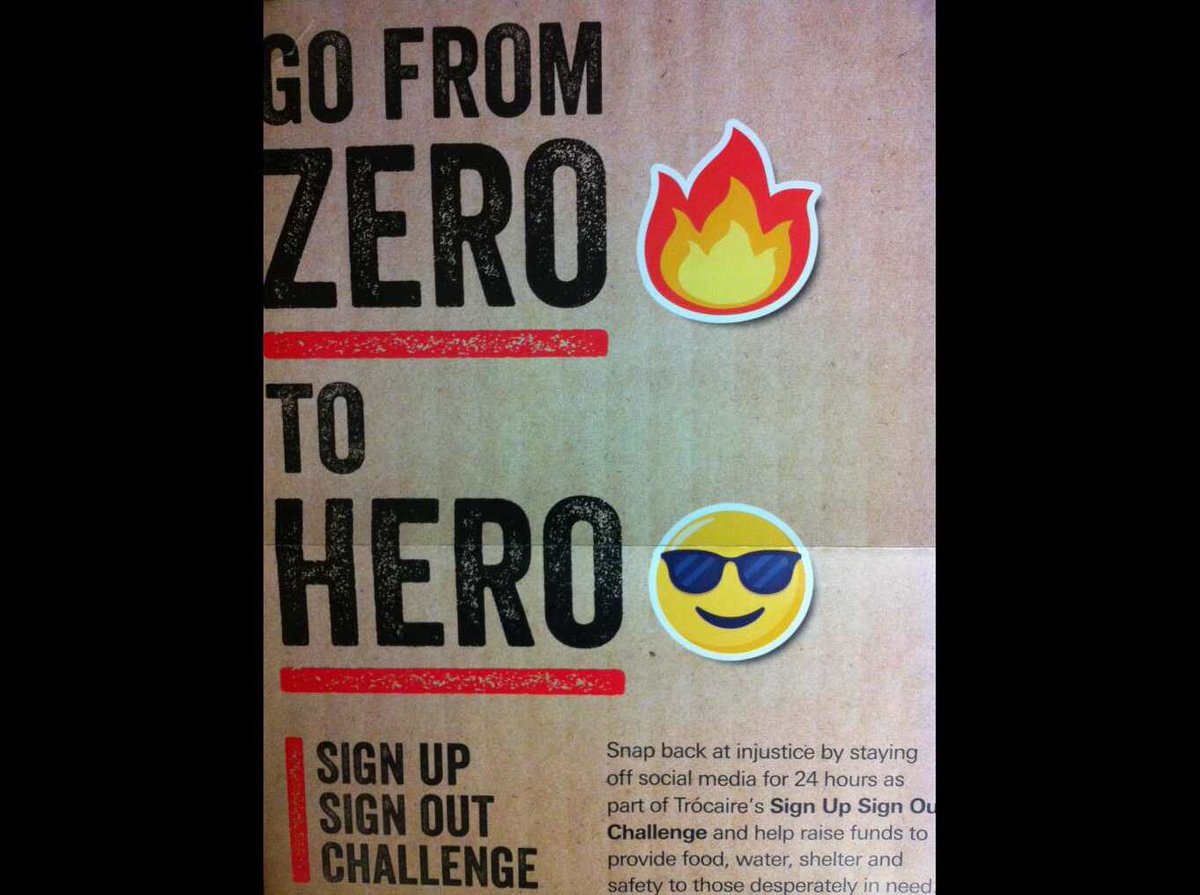 GO FROM
ZERO
TO
HERO
SIGN UP
SIGN OUT
CHALLENGE
Snap back at injustice by staying
off social media for 24 hours as
part of Trócaire's Sign Up Sign Ou
Challenge and help raise funds to
provide food, water, shelter and
safety to those desperately in need